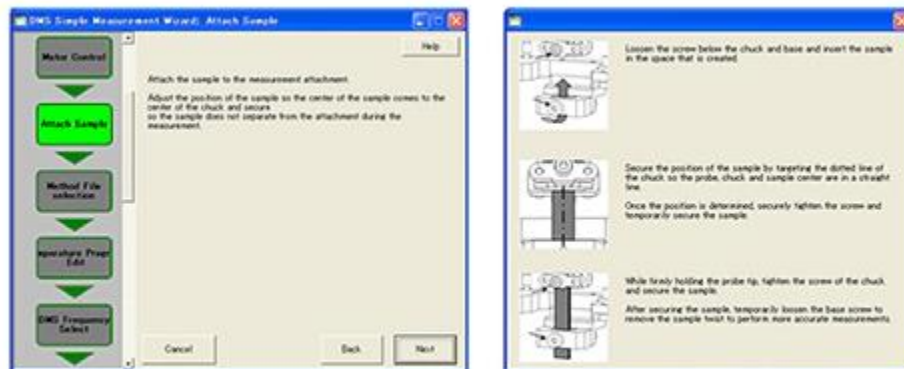 DMS Simple Measurement Wizard: Attach Sample
Help
Motor Control
Attach Sample
Method File
selection
mperature Progr
Edit
DMS Frequency
Select
Attach the sample to the measurement attachment.
Adjust the position of the sample so the center of the sample comes to the
center of the chuck and secure
so the sample does not separate from the attachment during the
measurement.
Cancel
Back
Next
Loosen the screw below the chuck and base and insert the sample
in the space that is created.
Secure the position of the sample by targeting the dotted line of
the chuck so the probe, chuck and sample center are in a straight
line.
Once the position is determined, securely tighten the screw and
temporarily secure the sample.
While firmly holding the probe tip, tighten the screw of the chuck
and secure the sample.
After securing the sample, temporarily loosen the base screw to
remove the sample twist to perform more accurate measurements.